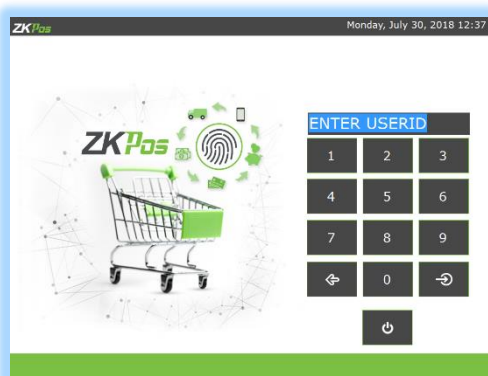 ZKPos
Monday, July 30, 2018 12:37
ZKPos
ENTER USERID
1 2 3
4 5 6
7 8 9
0